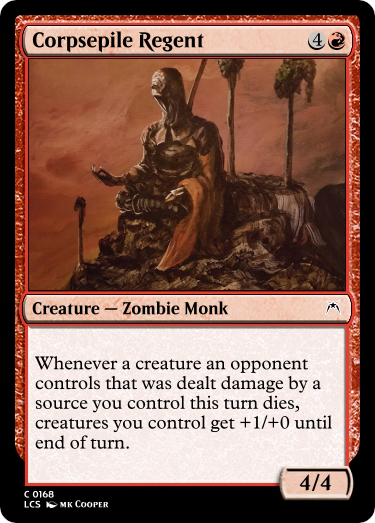 Corpsepile Regent 4
Creature — Zombie Monk
Whenever a creature an opponent
controls that was dealt damage by a
source you control this turn dies,
creatures you control get +1/+0 until
end of turn.
4/4
C 0168
LCS MK COOPER